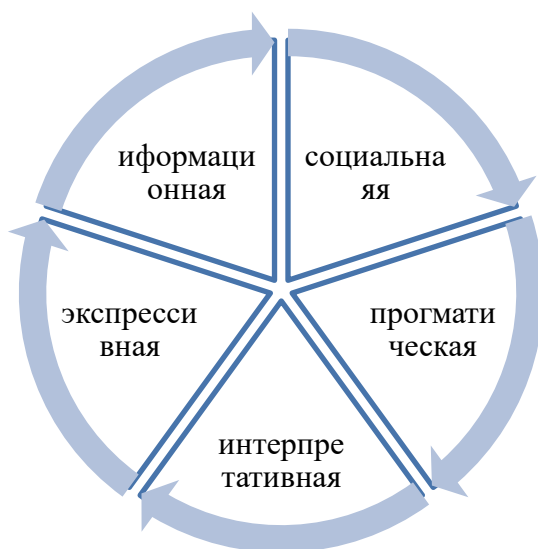 иформаци
онная
социальна
яя
экспресси
вная
прогмати
ческая
интерпре
тативная